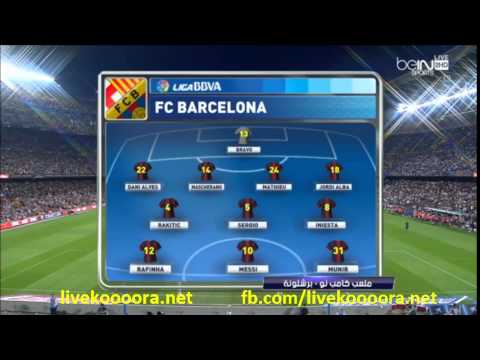 beIN
SPORTS
LIVE
HD
LIGA BBVA
FCB
FC BARCELONA
13
BRAVO
22 14 24 18
DANI ALVES MASCHERANO MATHIEU JORDI ALBA
5 8
RAKITIC SERGIO INIESTA
12 10 31
RAFINHA MESSI MUNIR
ملعب كامب نو - برشلونة
livekoooora.net fb.com/livekoooora.net